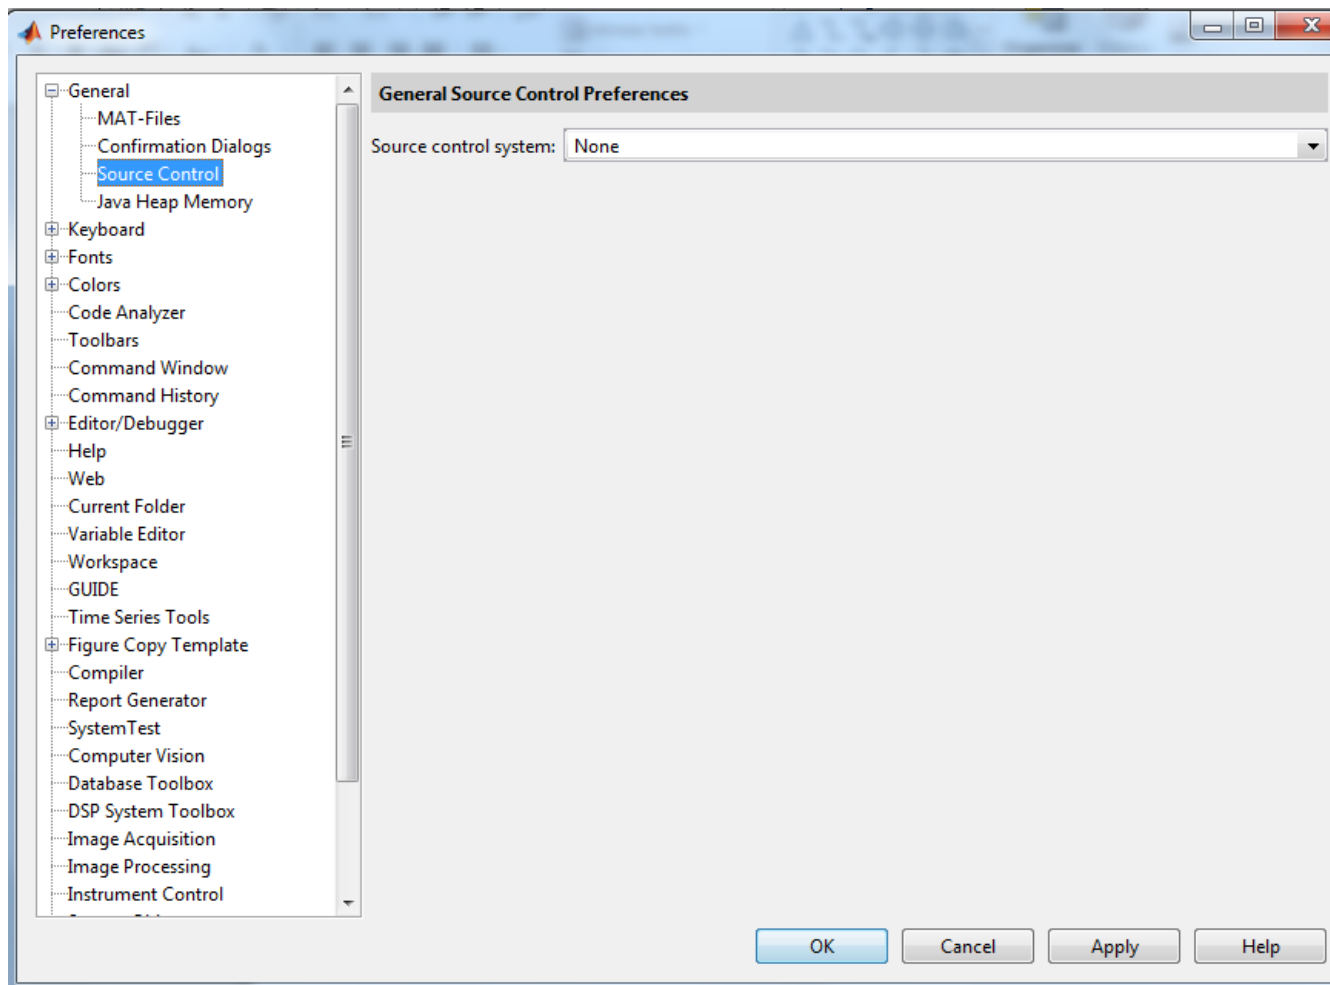 Preferences
General
MAT-Files
Confirmation Dialogs
Source Control
Java Heap Memory
Keyboard
Fonts
Colors
Code Analyzer
Toolbars
Command Window
Command History
Editor/Debugger
Help
Web
Current Folder
Variable Editor
Workspace
GUIDE
Time Series Tools
Figure Copy Template
Compiler
Report Generator
SystemTest
Computer Vision
Database Toolbox
DSP System Toolbox
Image Acquisition
Image Processing
Instrument Control
General Source Control Preferences
Source control system: None
OK Cancel Apply Help